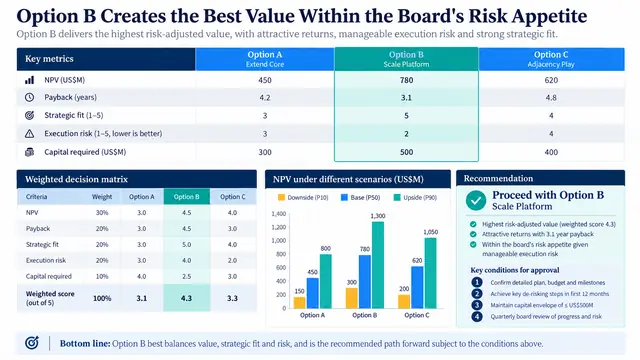 Option B Creates the Best Value Within the Board's Risk Appetite
Option B delivers the highest risk-adjusted value, with attractive returns, manageable execution risk and strong strategic fit.
Key metrics
Option A
Extend Core
Option B
Scale Platform
Option C
Adjacency Play
NPV (US$M) 450 780 620
Payback (years) 4.2 3.1 4.8
Strategic fit (1–5) 3 5 4
Execution risk (1–5, lower is better) 3 2 4
Capital required (US$M) 300 500 400
Weighted decision matrix
Criteria Weight Option A Option B Option C
NPV 30% 3.0 4.5 4.0
Payback 20% 3.0 4.5 3.0
Strategic fit 20% 3.0 5.0 4.0
Execution risk 20% 3.0 4.0 2.0
Capital required 10% 4.0 2.5 3.0
Weighted score
(out of 5)
100% 3.1 4.3 3.3
NPV under different scenarios (US$M)
Downside (P10) Base (P50) Upside (P90)
1,400
1,200
1,000
800
600
400
200
0
150 450 800
300 780 1,300
200 620 1,050
Option A Option B Option C
Recommendation
Proceed with Option B
Scale Platform
Highest risk-adjusted value (weighted score 4.3)
Attractive returns with 3.1 year payback
Within the board's risk appetite given
manageable execution risk
Key conditions for approval
1 Confirm detailed plan, budget and milestones
2 Achieve key de-risking steps in first 12 months
3 Maintain capital envelope of ≤ US$500M
4 Quarterly board review of progress and risk
Bottom line: Option B best balances value, strategic fit and risk, and is the recommended path forward subject to the conditions above.